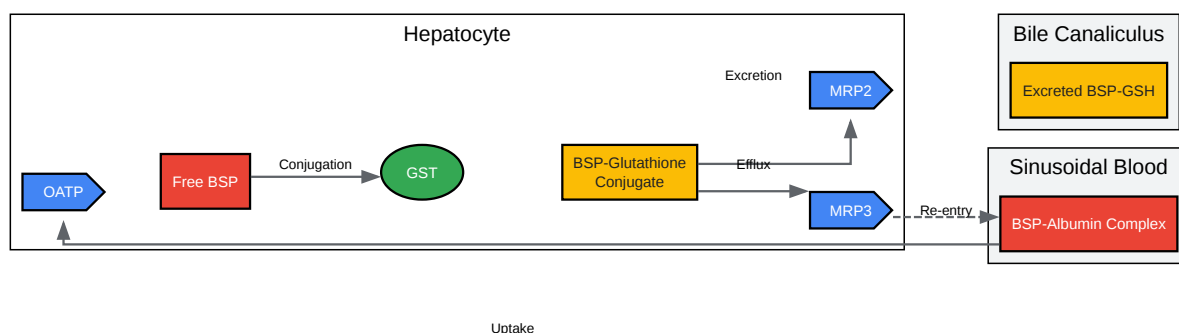 Hepatocyte
Bile Canaliculus
Excretion
MRP2
Excreted BSP-GSH
Conjugation
GST
Free BSP
OATP
BSP-Glutathione
Conjugate
Efflux
MRP3
Re-entry
Sinusoidal Blood
BSP-Albumin Complex
Uptake